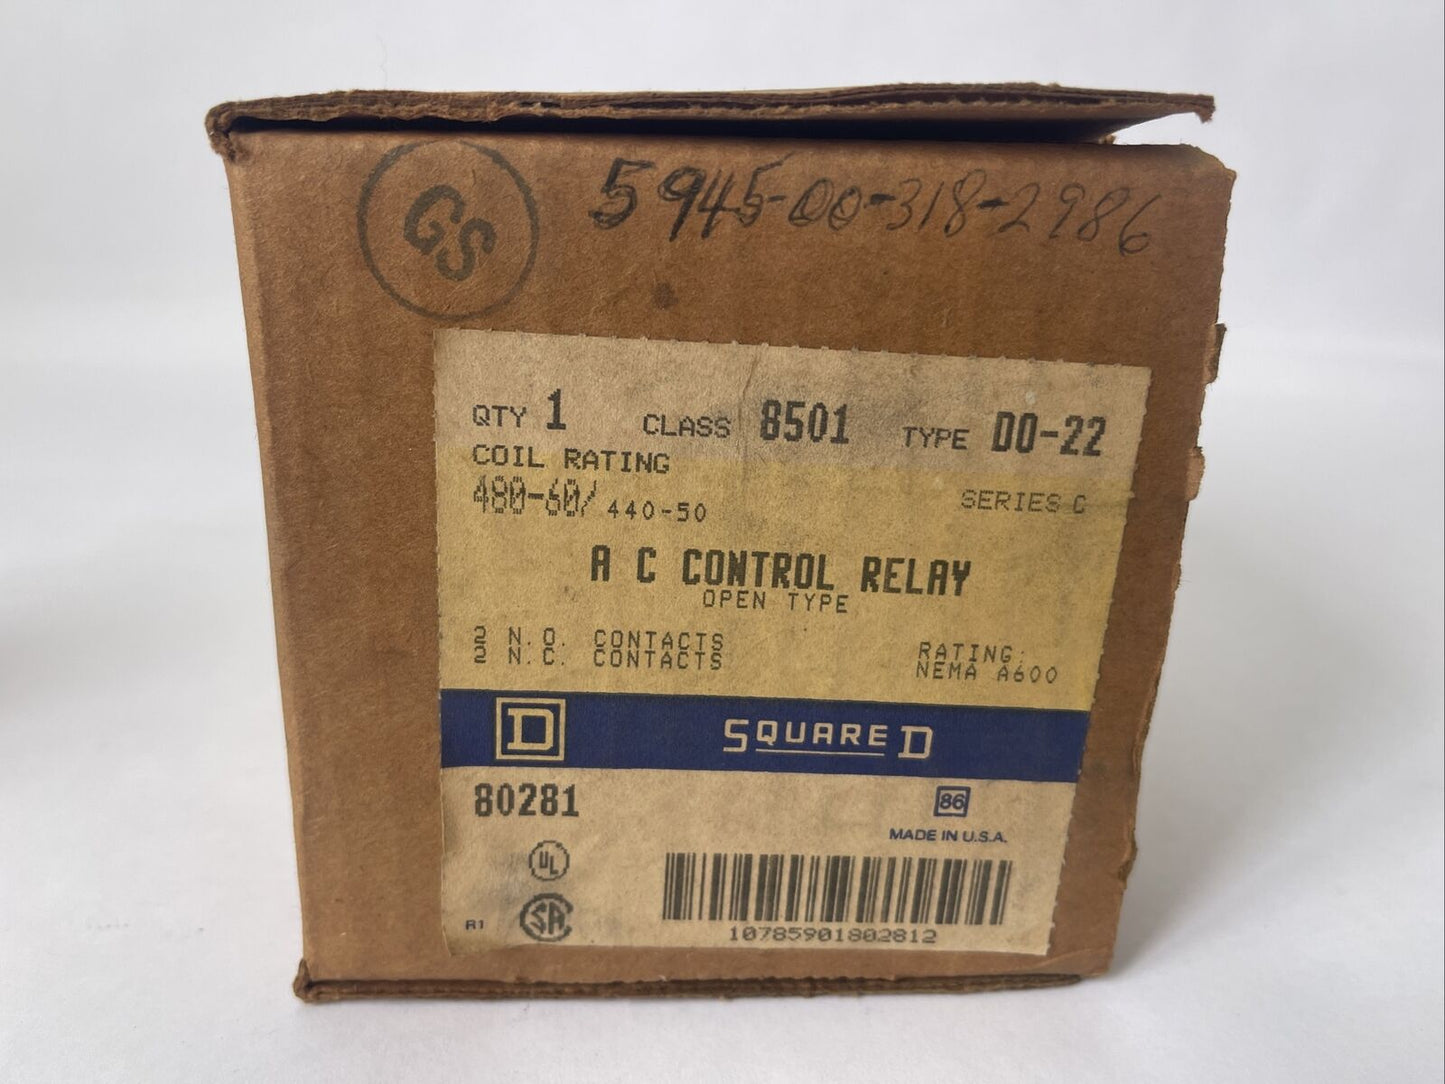 GS
5945-00-318-2986
QTY 1 CLASS 8501 TYPE DO-22
COIL RATING
480-60/ 440-50 SERIES C
A C CONTROL RELAY
OPEN TYPE
2 N.O. CONTACTS
2 N.C. CONTACTS
RATING:
NEMA A600
D SQUARE D
80281
86
MADE IN U.S.A.
UL
SA
R1
10785901802812